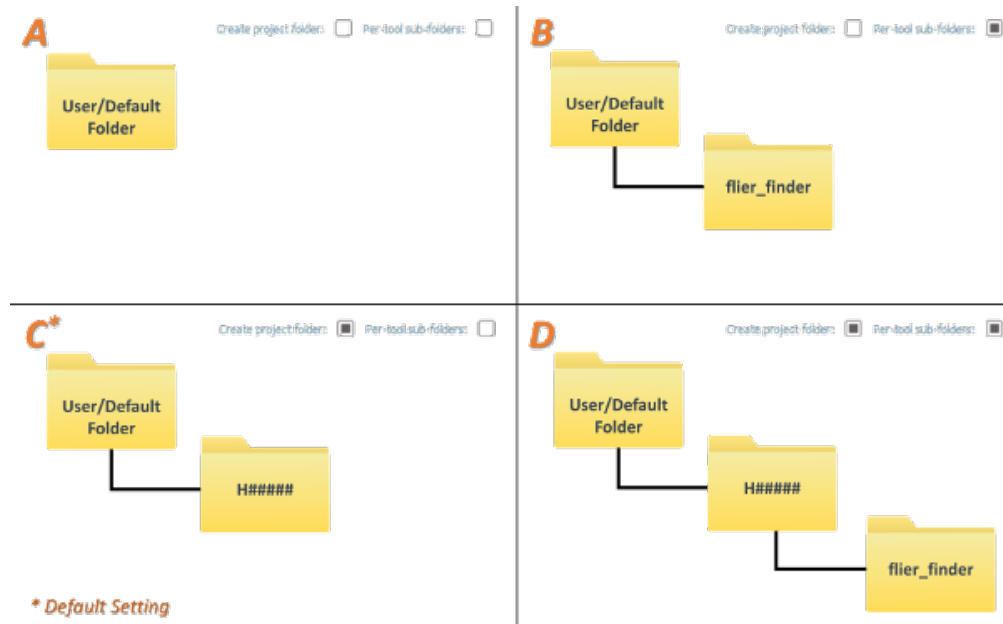 A
Create project folder: Per-tool sub-folders:
User/Default
Folder
B
Create project folder: Per-tool sub-folders:
User/Default
Folder
flier_finder
C*
Create project folder: Per-tool sub-folders:
User/Default
Folder
H#####
* Default Setting
D
Create project folder: Per-tool sub-folders:
User/Default
Folder
H#####
flier_finder